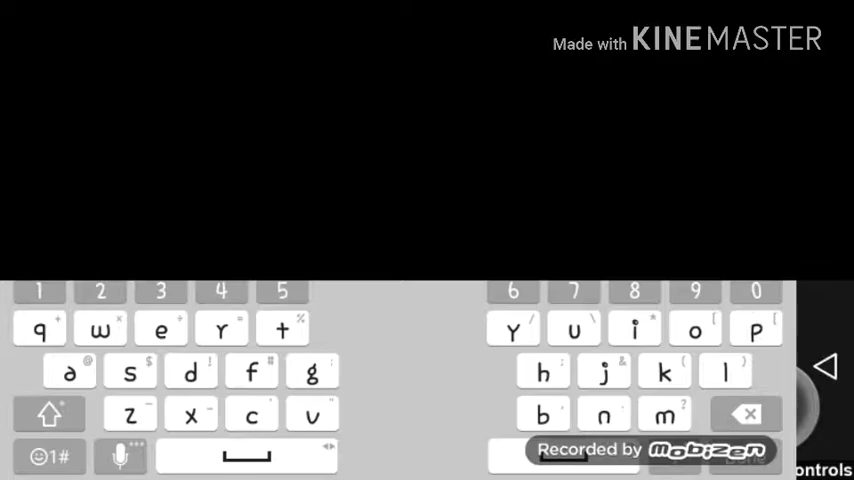 Made with KINEMASTER
1 2 3 4 5 6 7 8 9 0
q + w × e ÷ r = t % y / u \ i * o [ p [
a @ s $ d ! f # g : h ; j & k ( l )
z x c v b n m ?
1#
Recorded by mobizen
ontrols